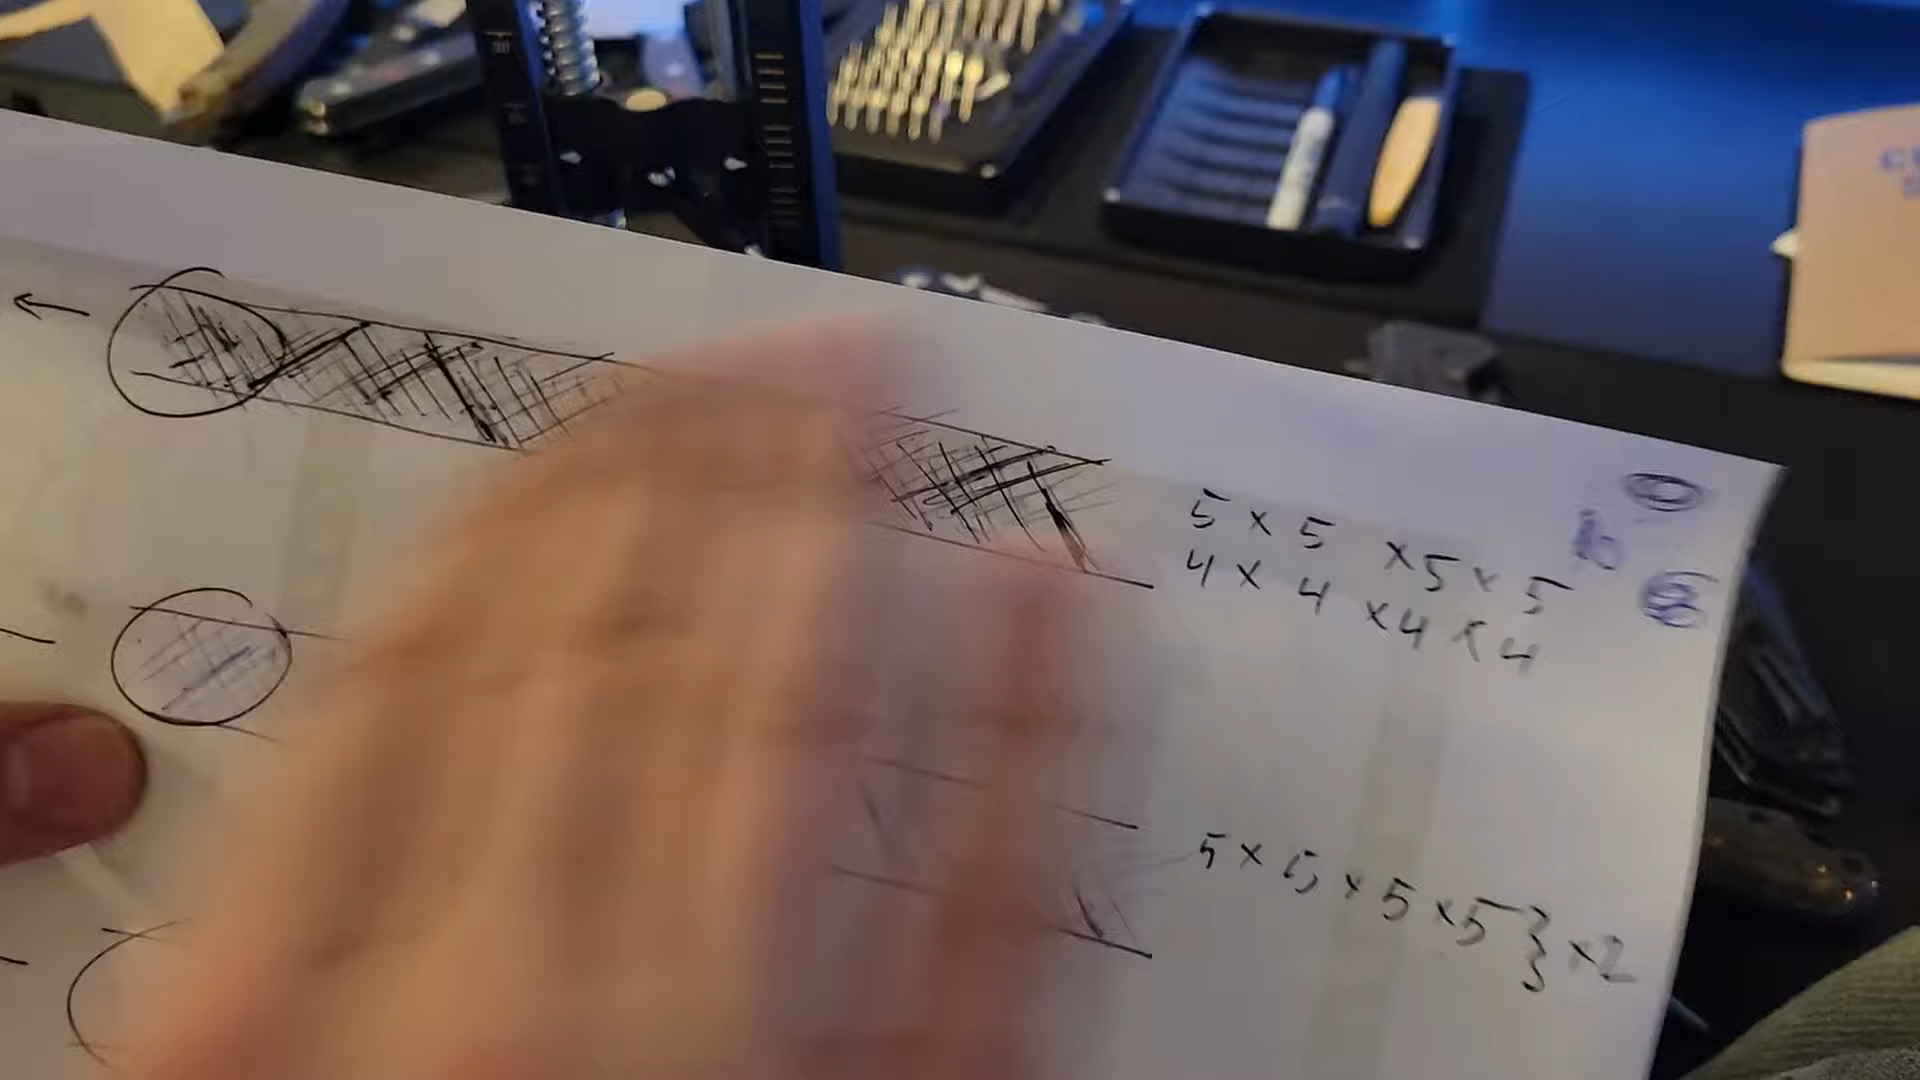 5 × 5 × 5 × 5
4 × 4 × 4 × 4
5 × 5 × 5 × 5 } × 2